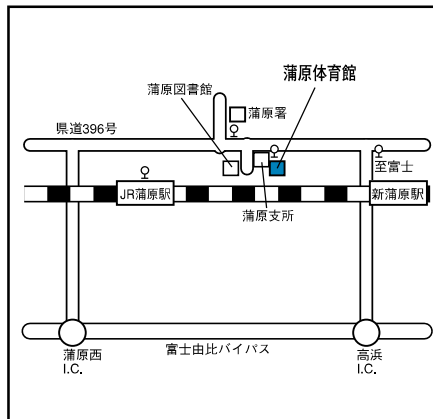 蒲原体育館
蒲原図書館
蒲原署
県道396号
至富士
JR蒲原駅
新蒲原駅
蒲原支所
富士由比バイパス
蒲原西
I.C.
高浜
I.C.